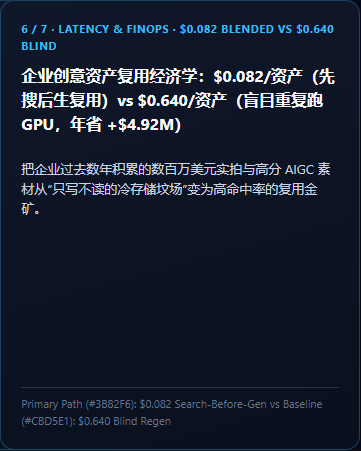 6 / 7 · LATENCY & FINOPS · $0.082 BLENDED VS $0.640
BLIND
企业创意资产复用经济学：$0.082/资产（先
搜后生复用）vs $0.640/资产（盲目重复跑
GPU，年省 +$4.92M）
把企业过去数年积累的数百万美元实拍与高分 AIGC 素
材从“只写不读的冷存储坟场”变为高命中率的复用金
矿。
Primary Path (#3B82F6): $0.082 Search-Before-Gen vs Baseline
(#CBD5E1): $0.640 Blind Regen